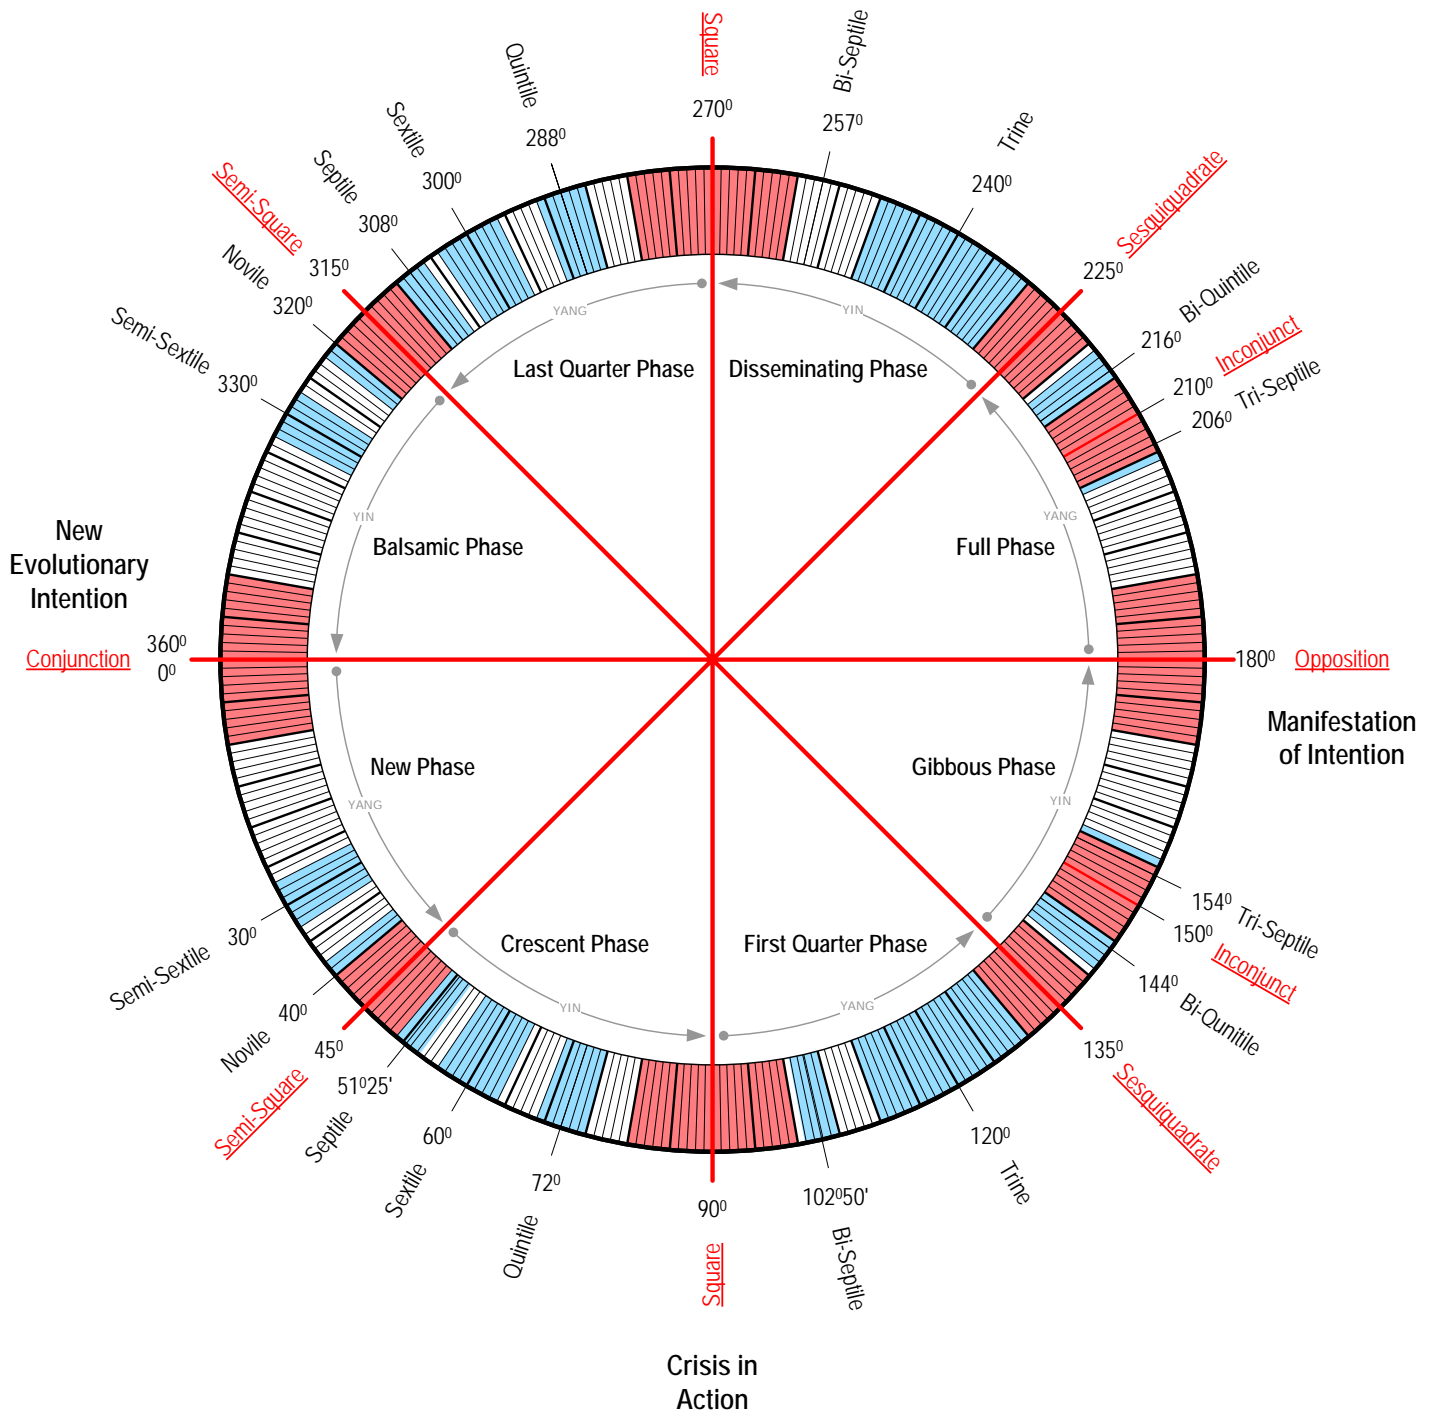 Square
270⁰
Bi-Septile
257⁰
Trine
240⁰
Sesquiquadrate
225⁰
Bi-Quintile
216⁰
Inconjunct
210⁰
Tri-Septile
206⁰
Quintile
288⁰
Sextile
300⁰
Septile
308⁰
Semi-Square
315⁰
Novile
320⁰
Semi-Sextile
330⁰
YANG
YIN
Last Quarter Phase
Disseminating Phase
YIN
YANG
Balsamic Phase
Full Phase
New
Evolutionary
Intention
Conjunction
360⁰
0⁰
180⁰
Opposition
Manifestation
of Intention
New Phase
Gibbous Phase
YANG
YIN
Crescent Phase
First Quarter Phase
YIN
YANG
Semi-Sextile
30⁰
Novile
40⁰
Semi-Square
45⁰
Septile
51⁰25'
Sextile
60⁰
Quintile
72⁰
90⁰
Square
102⁰50'
Bi-Septile
120⁰
Trine
135⁰
Sesquiquadrate
144⁰
Bi-Qunitile
150⁰
Inconjunct
154⁰
Tri-Septile
Crisis in
Action